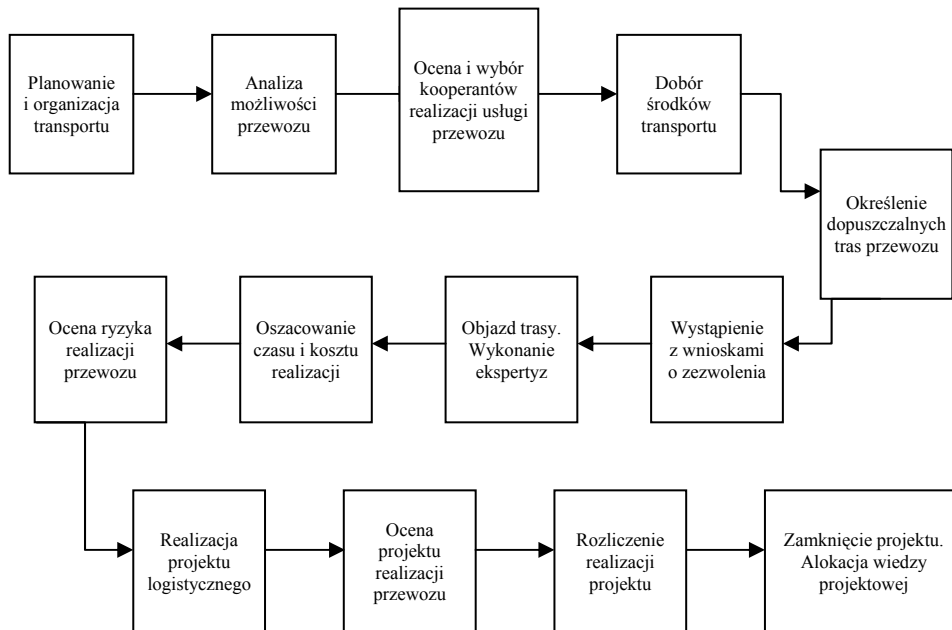 Planowanie
i organizacja
transportu
Analiza
możliwości
przewozu
Ocena i wybór
kooperantów
realizacji usługi
przewozu
Dobór
środków
transportu
Określenie
dopuszczalnych
tras przewozu
Wystąpienie
z wnioskami
o zezwolenia
Objazd trasy.
Wykonanie
ekspertyz
Oszacowanie
czasu i kosztu
realizacji
Ocena ryzyka
realizacji
przewozu
Realizacja
projektu
logistycznego
Ocena
projektu
realizacji
przewozu
Rozliczenie
realizacji
projektu
Zamknięcie projektu.
Alokacja wiedzy
projektowej